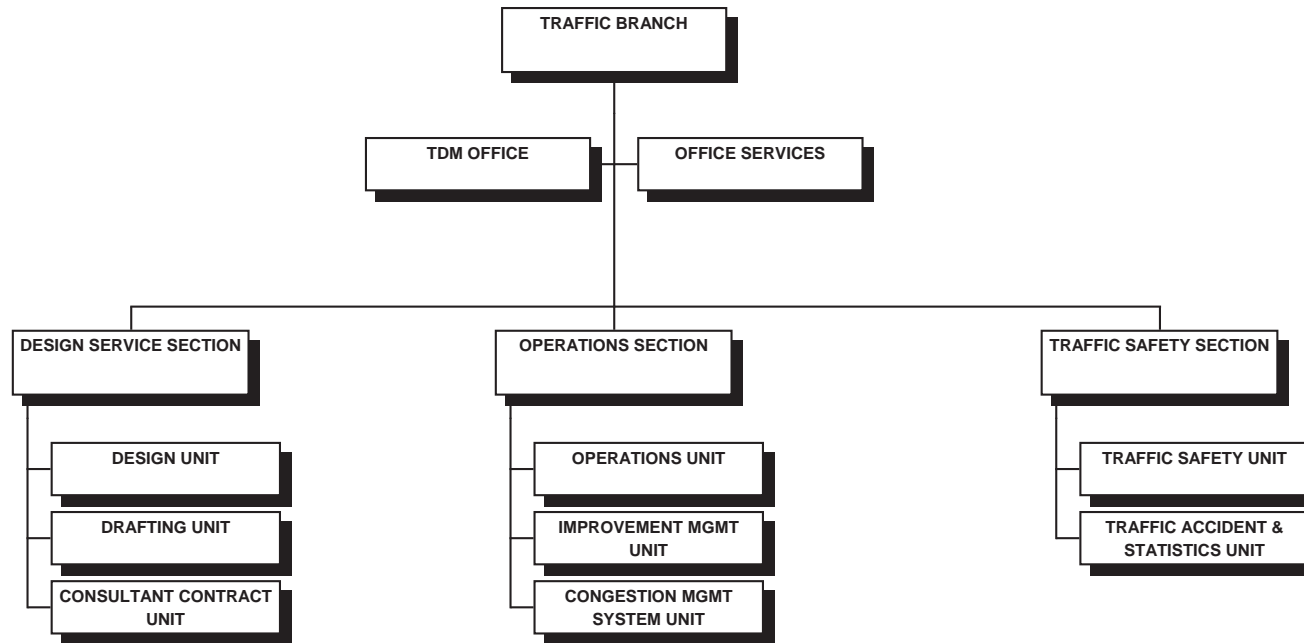 TRAFFIC BRANCH
TDM OFFICE
OFFICE SERVICES
DESIGN SERVICE SECTION
OPERATIONS SECTION
TRAFFIC SAFETY SECTION
DESIGN UNIT
DRAFTING UNIT
CONSULTANT CONTRACT
UNIT
OPERATIONS UNIT
IMPROVEMENT MGMT
UNIT
CONGESTION MGMT
SYSTEM UNIT
TRAFFIC SAFETY UNIT
TRAFFIC ACCIDENT &
STATISTICS UNIT